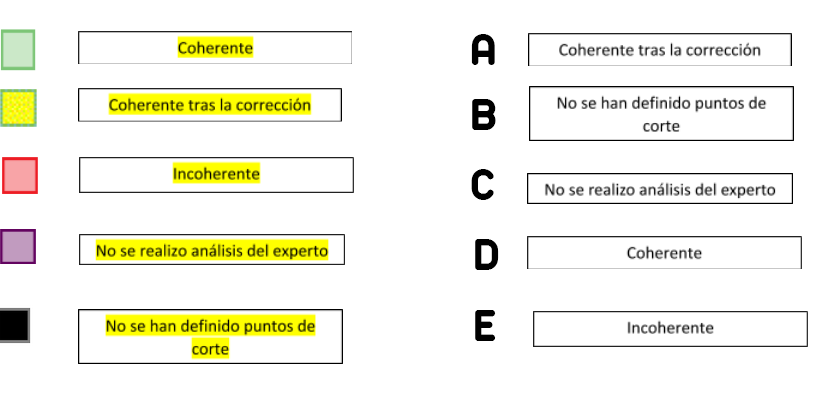 Coherente
Coherente tras la corrección
Incoherente
No se realizo análisis del experto
No se han definido puntos de
corte
A Coherente tras la corrección
B No se han definido puntos de
corte
C No se realizo análisis del experto
D Coherente
E Incoherente